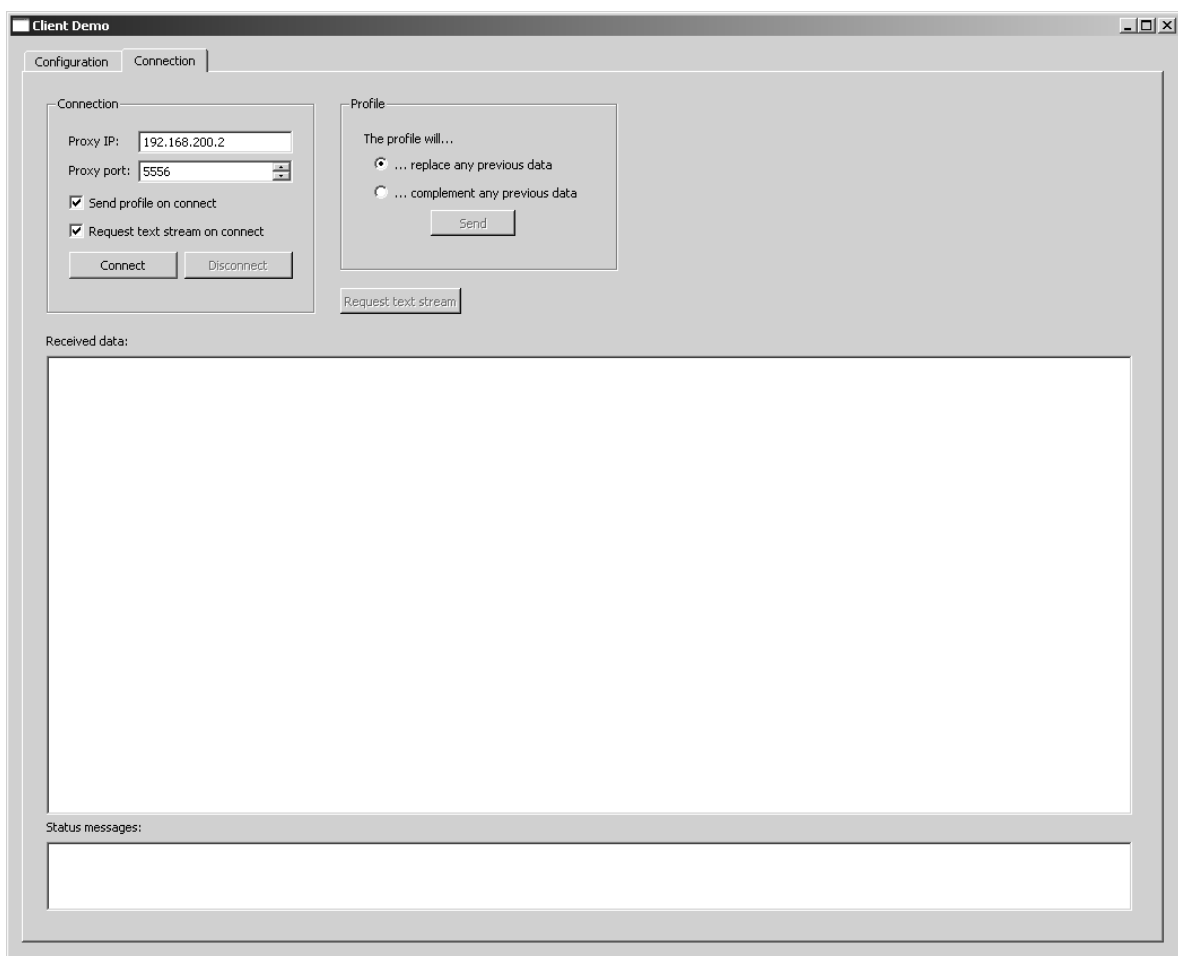 Client Demo
Configuration
Connection
Connection
Proxy IP: 192.168.200.2
Proxy port: 5556
Send profile on connect
Request text stream on connect
Connect
Disconnect
Profile
The profile will...
... replace any previous data
... complement any previous data
Send
Request text stream
Received data:
Status messages: